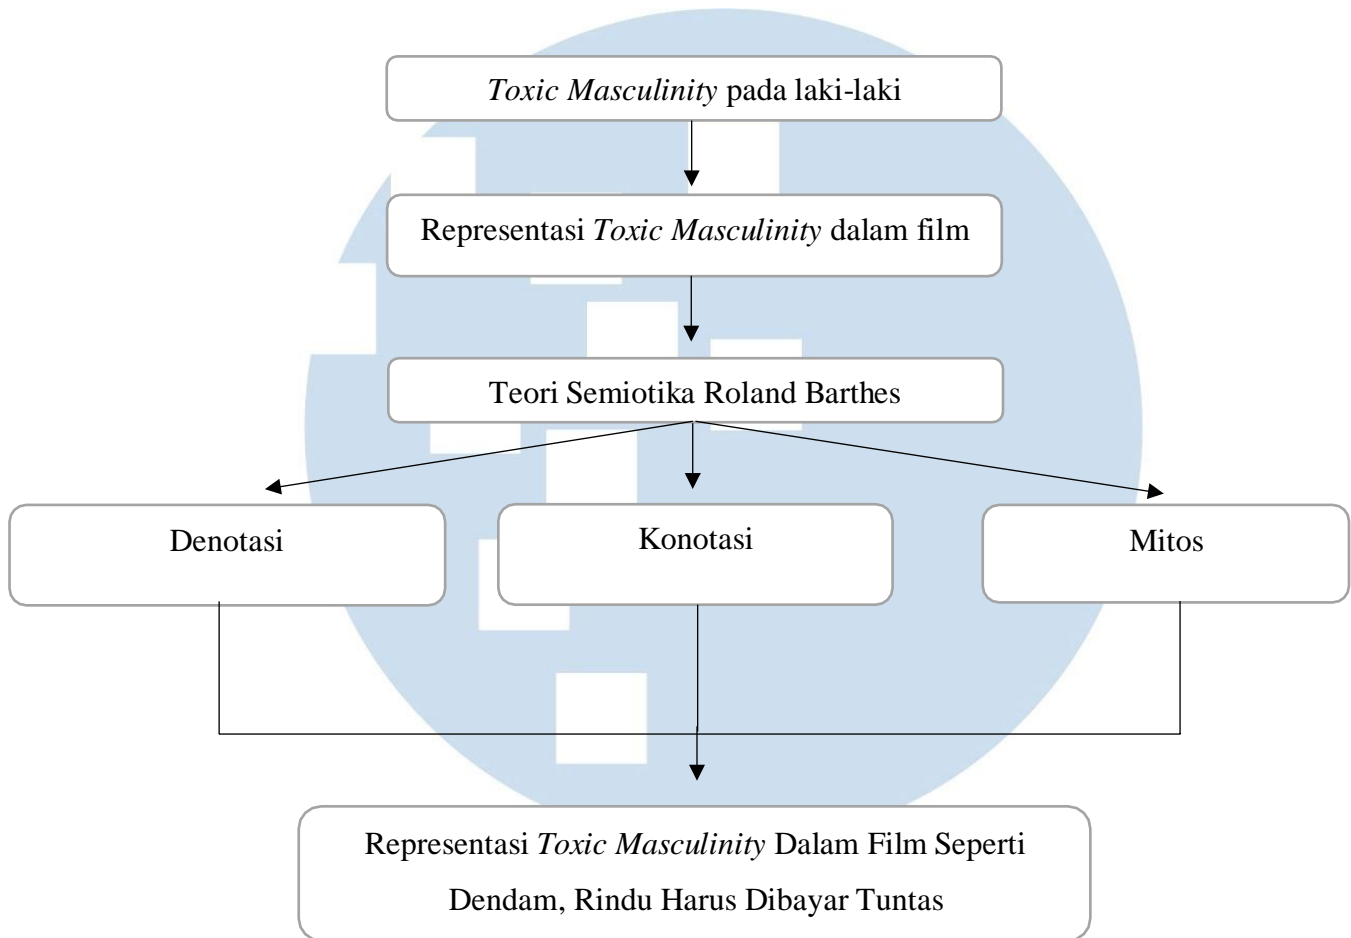 Toxic Masculinity pada laki-laki
Representasi Toxic Masculinity dalam film
Teori Semiotika Roland Barthes
Denotasi
Konotasi
Mitos
Representasi Toxic Masculinity Dalam Film Seperti
Dendam, Rindu Harus Dibayar Tuntas